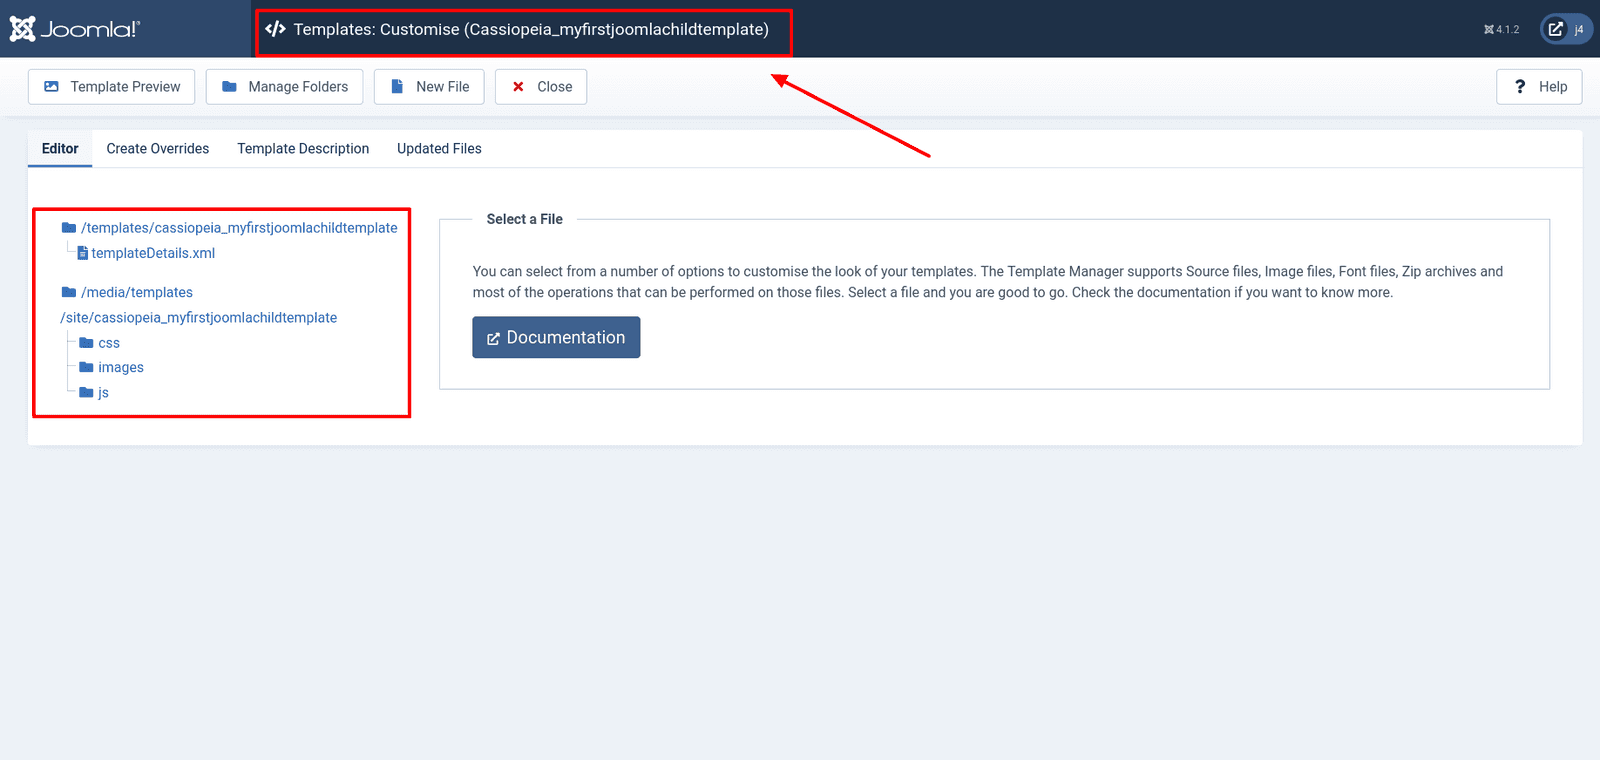 Joomla!®
Templates: Customise (Cassiopeia_myfirstjoomlachildtemplate)
4.1.2
j4
Template Preview
Manage Folders
New File
Close
? Help
Editor
Create Overrides
Template Description
Updated Files
/templates/cassiopeia_myfirstjoomlachildtemplate
templateDetails.xml
/media/templates
/site/cassiopeia_myfirstjoomlachildtemplate
css
images
js
Select a File
You can select from a number of options to customise the look of your templates. The Template Manager supports Source files, Image files, Font files, Zip archives and
most of the operations that can be performed on those files. Select a file and you are good to go. Check the documentation if you want to know more.
Documentation